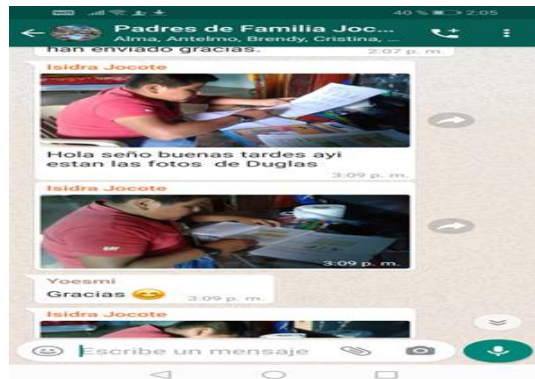 40 % 2:05
Padres de Familia Joc...
Alma, Antelmo, Brendy, Cristina, ...
han enviado gracias.
2:07 p. m.
Isidra Jocote
Hola seño buenas tardes ayi
estan las fotos de Duglas
3:09 p. m.
Isidra Jocote
3:09 p. m.
Yoesmi
Gracias 😊
3:09 p. m.
Isidra Jocote
Escribe un mensaje